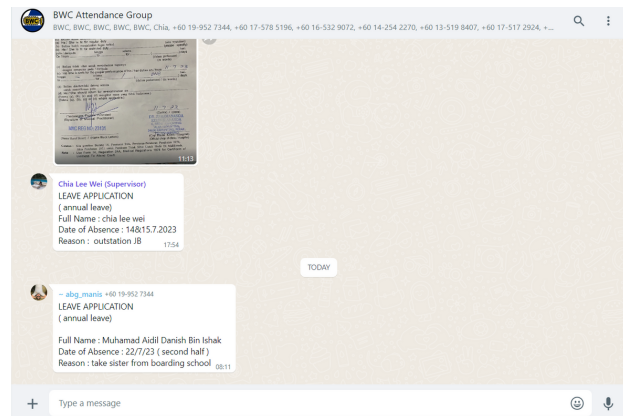 BWC Attendance Group
BWC, BWC, BWC, BWC, BWC, Chia, +60 19-952 7344, +60 17-578 5196, +60 16-532 9072, +60 14-254 2270, +60 13-519 8407, +60 17-517 2924, +...
11:13
Chia Lee Wei (Supervisor)
LEAVE APPLICATION
( annual leave)
Full Name : chia lee wei
Date of Absence : 14&15.7.2023
Reason :  outstation JB
17:54
TODAY
~ abg_manis +60 19-952 7344
LEAVE APPLICATION
( annual leave)
Full Name : Muhamad Aidil Danish Bin Ishak
Date of Absence : 22/7/23 ( second half )
Reason : take sister from boarding school
08:11
Type a message